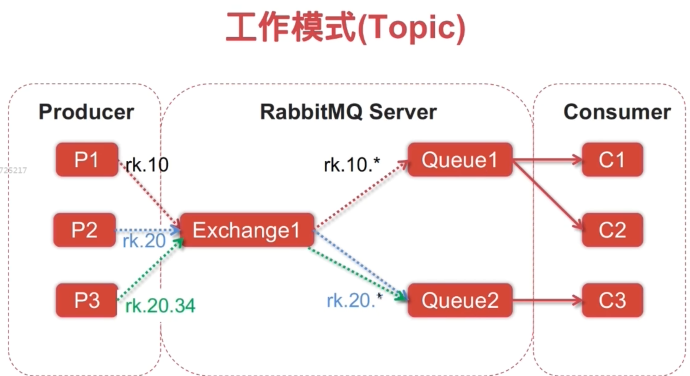 工作模式(Topic)
Producer
RabbitMQ Server
Consumer
P1
rk.10
rk.10.*
Queue1
C1
726217
P2
rk.20
Exchange1
C2
P3
rk.20.34
rk.20.*
Queue2
C3